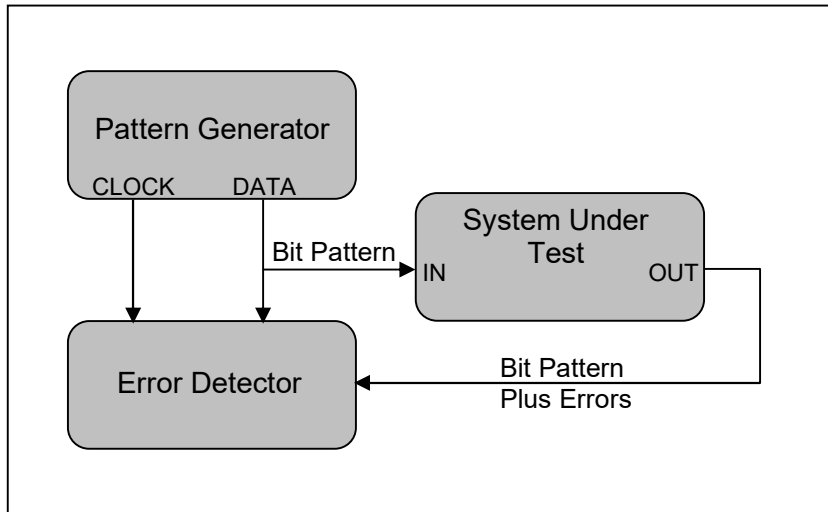 Pattern Generator
CLOCK DATA
Bit Pattern
System Under
Test
IN OUT
Error Detector
Bit Pattern
Plus Errors